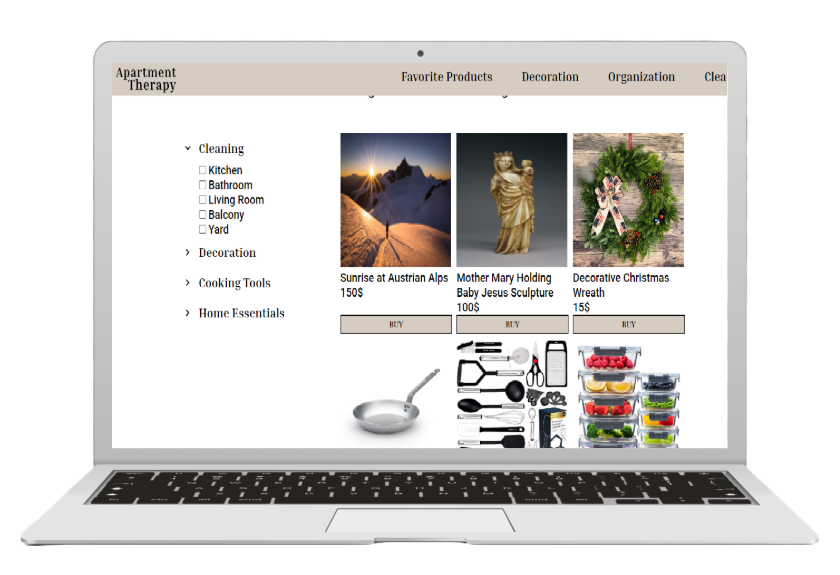 Apartment
Therapy
Favorite Products
Decoration
Organization
Clea
Cleaning
Kitchen
Bathroom
Living Room
Balcony
Yard
Decoration
Cooking Tools
Home Essentials
Sunrise at Austrian Alps
150$
BUY
Mother Mary Holding
Baby Jesus Sculpture
100$
BUY
Decorative Christmas
Wreath
15$
BUY